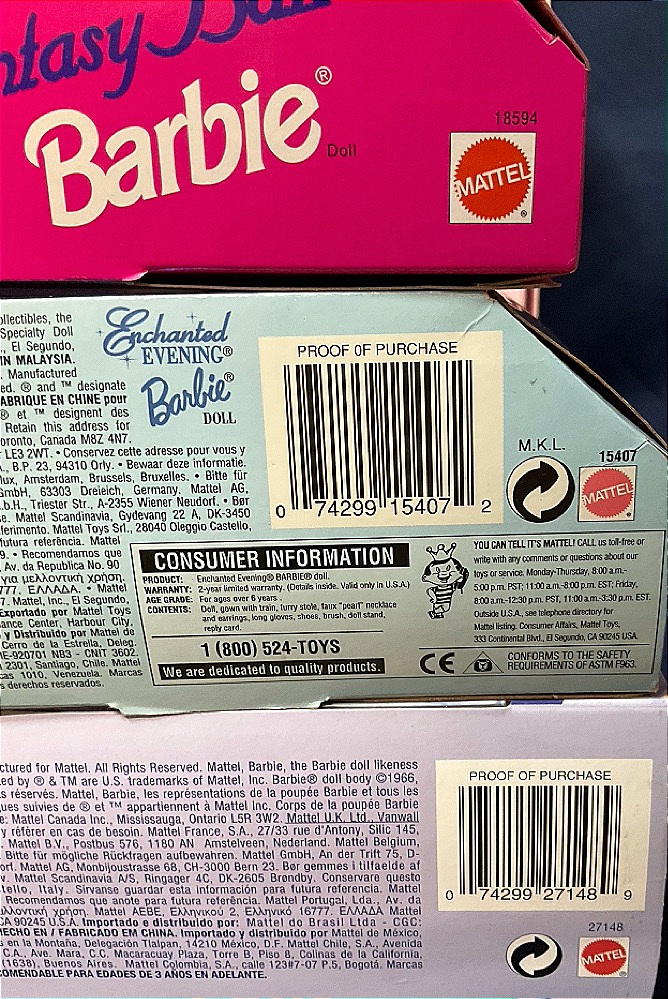 Barbie®
Doll
18594
MATTEL
®
ollectibles, the
Specialty Doll
, El Segundo,
IN MALAYSIA.
Manufactured
ed. ® and ™ designate
ABRIQUE EN CHINE pour
® et ™ designent des
Retain this address for
oronto, Canada M8Z 4N7.
LE3 2WT. • Conservez cette adresse pour vous y
, B.P. 23, 94310 Orly. • Bewaar deze informatie.
lux, Amsterdam, Brussels, Bruxelles. • Bitte für
GmbH, 63303 Dreieich, Germany. Mattel AG,
.b.H., Triester Str., A-2355 Wiener Neudorf. • Bør
se. Mattel Scandinavia, Gydevang 22 A, DK-3450
ferimento. Mattel Toys Srl., 28040 Oleggio Castello,
futura referência. Mattel
9. • Recomendamos que
Av. da Republica No. 90
για μελλοντική χρήση.
777. ΕΛΛΑΔΑ. • Mattel
7. Mattel, Inc., El Segundo
Exportado por Mattel Toys
ance Center, Harbour City,
y Distribuido por Mattel de
Cerro de la Estrella, Deleg.
IE-920701 NB3 - CNIT 3602.
2301, Santiago, Chile. Mattel
cas 1010, Venezuela. Marcas
s derechos reservados.
Enchanted
EVENING®
Barbie®
DOLL
PROOF OF PURCHASE
0 74299 15407 2
M.K.L.
15407
MATTEL
CONSUMER INFORMATION
PRODUCT: Enchanted Evening® BARBIE® doll.
WARRANTY: 2-year limited warranty. (Details inside. Valid only in U.S.A.)
AGE GRADE: For ages over 6 years.
CONTENTS: Doll, gown with train, furry stole, faux "pearl" necklace
and earrings, long gloves, shoes, brush, doll stand,
reply card.
1 (800) 524-TOYS
We are dedicated to quality products.
YOU CAN TELL IT'S MATTEL! CALL us toll-free or
write with any comments or questions about our
toys or service. Monday-Thursday, 8:00 a.m.-
5:00 p.m. PST; 11:00 a.m.-8:00 p.m. EST; Friday,
8:00 a.m.-12:30 p.m. PST, 11:00 a.m.-3:30 p.m. EST.
Outside U.S.A., see telephone directory for
Mattel listing. Consumer Affairs, Mattel Toys,
333 Continental Blvd., El Segundo, CA 90245 USA.
CE
CONFORMS TO THE SAFETY
REQUIREMENTS OF ASTM F963.
ctured for Mattel. All Rights Reserved. Mattel, Barbie, the Barbie doll likeness
ed by ® & TM are U.S. trademarks of Mattel, Inc. Barbie® doll body ©1966,
s réservés. Mattel, Barbie, les représentations de la poupée Barbie et tous les
ues suivies de ® et ™ appartiennent à Mattel Inc. Corps de la poupée Barbie
e: Mattel Canada Inc., Mississauga, Ontario L5R 3W2. Mattel U.K. Ltd., Vanwall
y référer en cas de besoin. Mattel France, S.A., 27/33 rue d'Antony, Silic 145,
. Mattel B.V., Postbus 576, 1180 AN Amstelveen, Nederland. Mattel Belgium,
Bitte für mögliche Rückfragen aufbewahren. Mattel GmbH, An der Trift 75, D-
orf. Mattel AG, Monbijoustrasse 68, CH-3000 Bern 23. Bør gemmes i tilfælde af
v. Mattel Scandinavia A/S, Ringager 4C, DK-2605 Brøndby. Conservare questo
tello, Italy. Sírvanse guardar esta información para futura referencia. Mattel
Recomendamos que anote para futura referência. Mattel Portugal, Lda., Av. da
λλοντική χρήση. Mattel AEBE, Ελληνικού 2, Ελληνικό 16777. ΕΛΛΑΔΑ Mattel
CA 90245 U.S.A. Importado e distribuido por: Mattel do Brasil Ltda - CGC:
HECHO EN / FABRICADO EM CHINA. Importado y distribuido por Mattel de México,
s en la Montaña, Delegación Tlalpan, 14210 México, D.F. Mattel Chile, S.A., Avenida
C.A., Ave. Mara, C.C. Macaracuay Plaza, Torre B, Piso 8, Colinas de la California,
(1638), Buenos Aires. Mattel Colombia, S.A., calle 123#7-07 P.5, Bogotá. Marcas
COMENDABLE PARA EDADES DE 3 AÑOS EN ADELANTE.
PROOF OF PURCHASE
0 74299 27148 9
27148
MATTEL